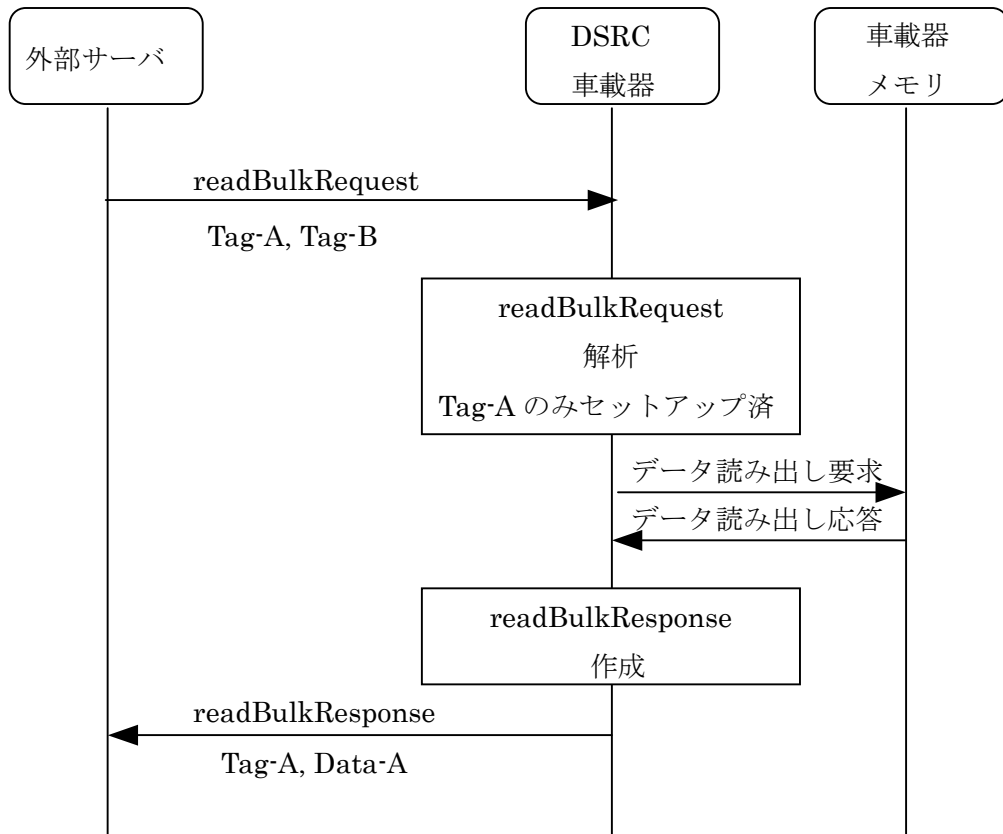 外部サーバ
DSRC
車載器
車載器
メモリ
readBulkRequest
Tag-A, Tag-B
readBulkRequest
解析
Tag-A のみセットアップ済
データ読み出し要求
データ読み出し応答
readBulkResponse
作成
readBulkResponse
Tag-A, Data-A